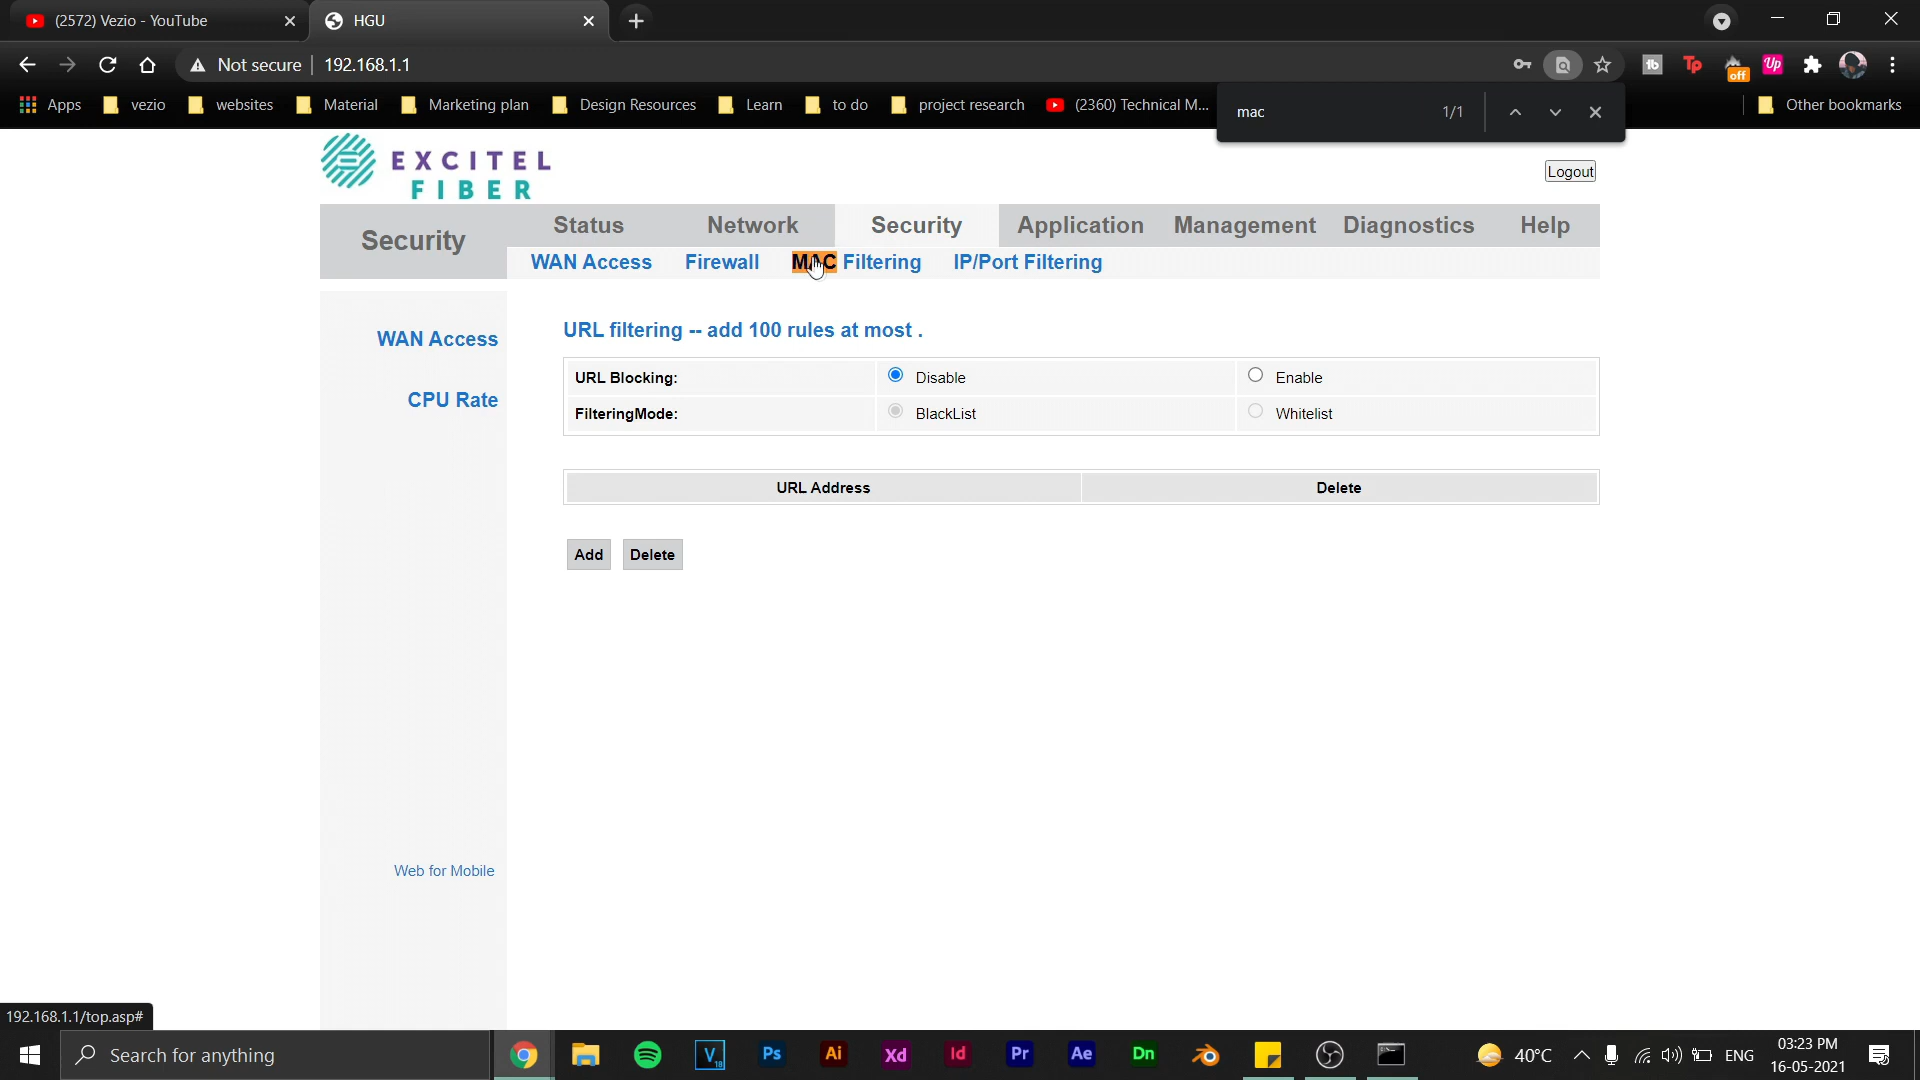 (2572) Vezio - YouTube
HGU
Not secure
192.168.1.1
off
Up
Apps
vezio
websites
Material
Marketing plan
Design Resources
Learn
to do
project research
(2360) Technical M...
Other bookmarks
mac
1/1
EXCITEL
FIBER
Logout
Security
Status
Network
Security
Application
Management
Diagnostics
Help
WAN Access
Firewall
MAC Filtering
IP/Port Filtering
WAN Access
CPU Rate
Web for Mobile
URL filtering -- add 100 rules at most .
URL Blocking:
Disable
Enable
FilteringMode:
BlackList
Whitelist
URL Address
Delete
Add
Delete
192.168.1.1/top.asp#
Search for anything
Ps
Ai
Xd
Id
Pr
Ae
Dn
40°C
ENG
03:23 PM
16-05-2021